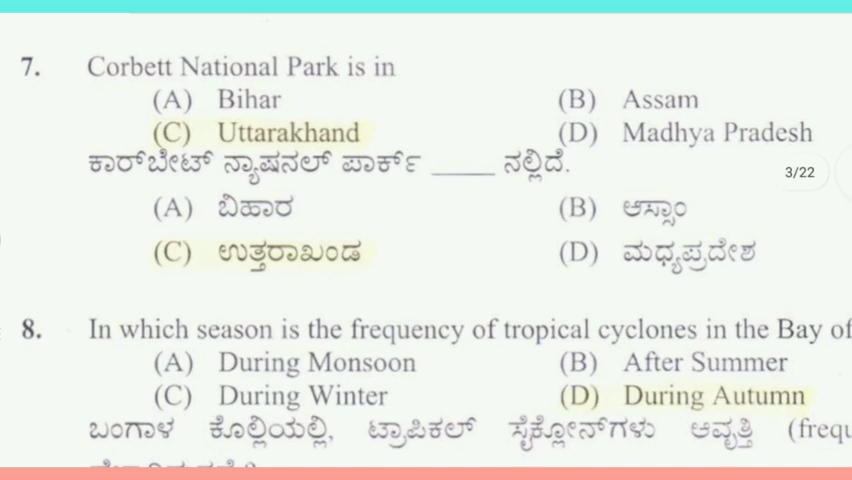 7. Corbett National Park is in
(A) Bihar (B) Assam
(C) Uttarakhand (D) Madhya Pradesh
ಕಾರ್‌ಬೇಟ್ ನ್ಯಾಷನಲ್ ಪಾರ್ಕ್ _____ ನಲ್ಲಿದೆ.
3/22
(A) ಬಿಹಾರ (B) ಆಸ್ಸಾಂ
(C) ಉತ್ತರಾಖಂಡ (D) ಮಧ್ಯಪ್ರದೇಶ
8. In which season is the frequency of tropical cyclones in the Bay of
(A) During Monsoon (B) After Summer
(C) During Winter (D) During Autumn
ಬಂಗಾಳ ಕೊಲ್ಲಿಯಲ್ಲಿ, ಟ್ರಾಪಿಕಲ್ ಸೈಕ್ಲೋನ್‌ಗಳು ಆವೃತ್ತಿ (frequ